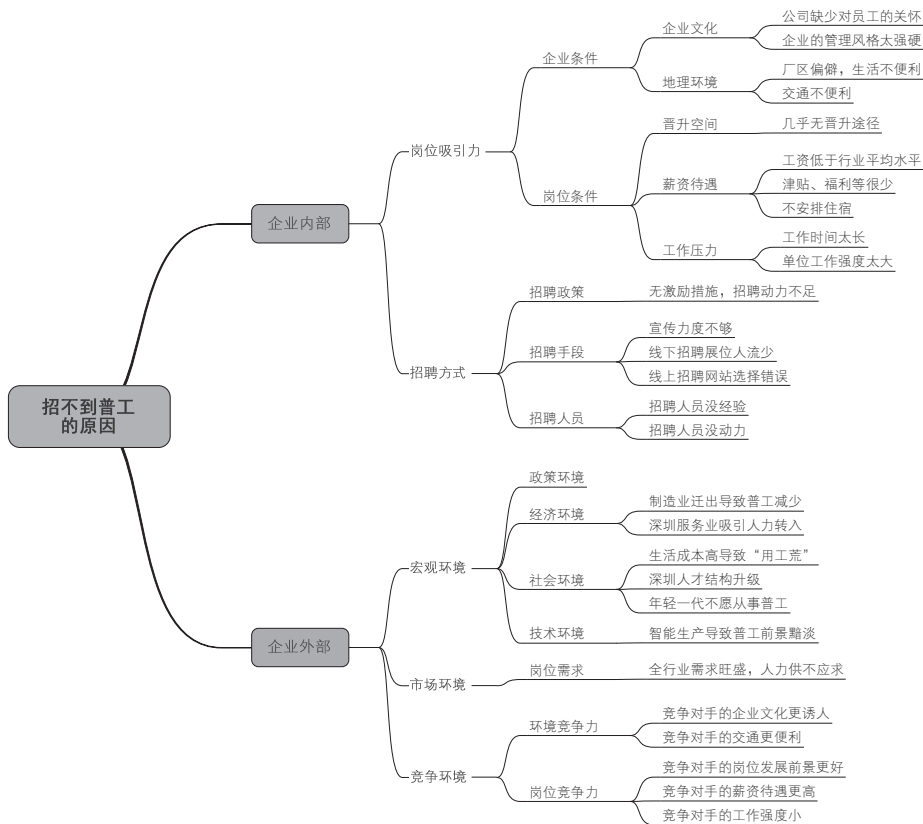 招不到普工
的原因
企业内部
岗位吸引力
企业条件
企业文化
公司缺少对员工的关怀
企业的管理风格太强硬
地理环境
厂区偏僻，生活不便利
交通不便利
岗位条件
晋升空间
几乎无晋升途径
薪资待遇
工资低于行业平均水平
津贴、福利等很少
不安排住宿
工作压力
工作时间太长
单位工作强度太大
招聘方式
招聘政策
无激励措施，招聘动力不足
招聘手段
宣传力度不够
线下招聘展位人流少
线上招聘网站选择错误
招聘人员
招聘人员没经验
招聘人员没动力
企业外部
宏观环境
政策环境
经济环境
制造业迁出导致普工减少
深圳服务业吸引人力转入
社会环境
生活成本高导致“用工荒”
深圳人才结构升级
年轻一代不愿从事普工
技术环境
智能生产导致普工前景黯淡
市场环境
岗位需求
全行业需求旺盛，人力供不应求
竞争环境
环境竞争力
竞争对手的企业文化更诱人
竞争对手的交通更便利
岗位竞争力
竞争对手的岗位发展前景更好
竞争对手的薪资待遇更高
竞争对手的工作强度小